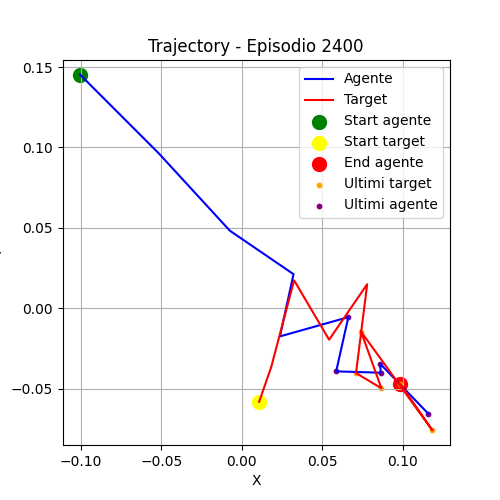 Trajectory - Episodio 2400
Agente
Target
Start agente
Start target
End agente
Ultimi target
Ultimi agente
0.15
0.10
0.05
0.00
−0.05
−0.10
−0.05
0.00
0.05
0.10
X